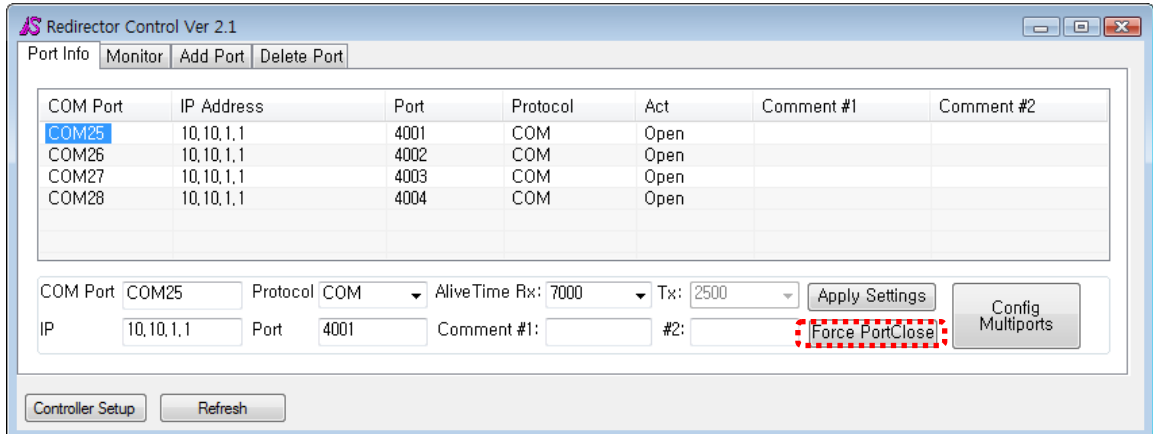 Redirector Control Ver 2.1
Port Info Monitor Add Port Delete Port
COM Port IP Address Port Protocol Act Comment #1 Comment #2
COM25 10,10,1,1 4001 COM Open
COM26 10,10,1,1 4002 COM Open
COM27 10,10,1,1 4003 COM Open
COM28 10,10,1,1 4004 COM Open
COM Port COM25 Protocol COM AliveTime Rx: 7000 Tx: 2500 Apply Settings
IP 10,10,1,1 Port 4001 Comment #1: #2: Force PortClose
Config
Multiports
Controller Setup Refresh